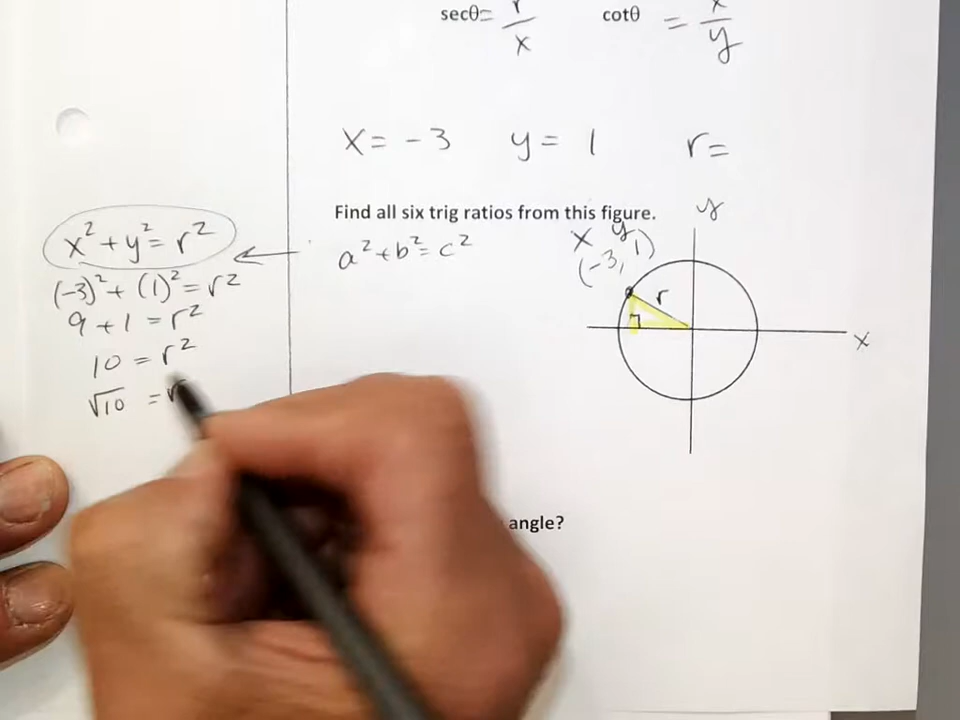 secθ= r/x cotθ = x/y
x = -3 y = 1 r =
Find all six trig ratios from this figure.
y
x² + y² = r²
a² + b² = c²
x y
(-3, 1)
(-3)² + (1)² = r²
r
9 + 1 = r²
x
10 = r²
√10 = r
angle?